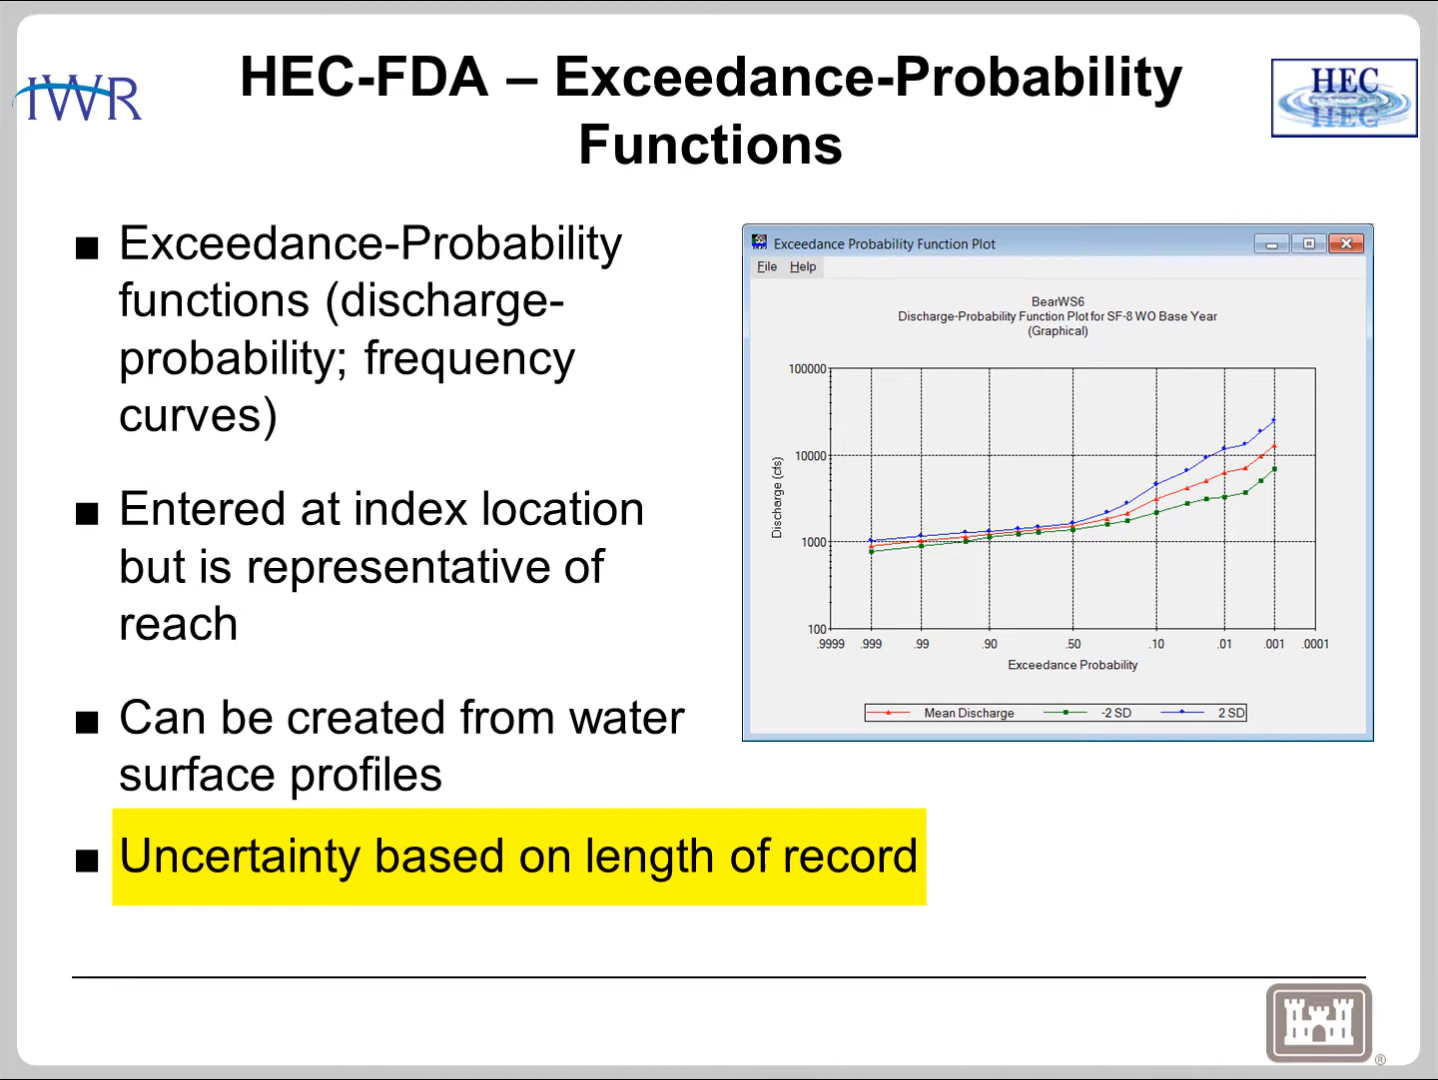 HEC-FDA – Exceedance-Probability
Functions
IWR
HEC
HEC
■ Exceedance-Probability
functions (discharge-
probability; frequency
curves)
■ Entered at index location
but is representative of
reach
■ Can be created from water
surface profiles
■ Uncertainty based on length of record
Exceedance Probability Function Plot
File Help
BearWS6
Discharge-Probability Function Plot for SF-8 WO Base Year
(Graphical)
Discharge (cfs)
100000
10000
1000
100
.9999 .999 .99 .90 .50 .10 .01 .001 .0001
Exceedance Probability
Mean Discharge -2 SD 2 SD
®